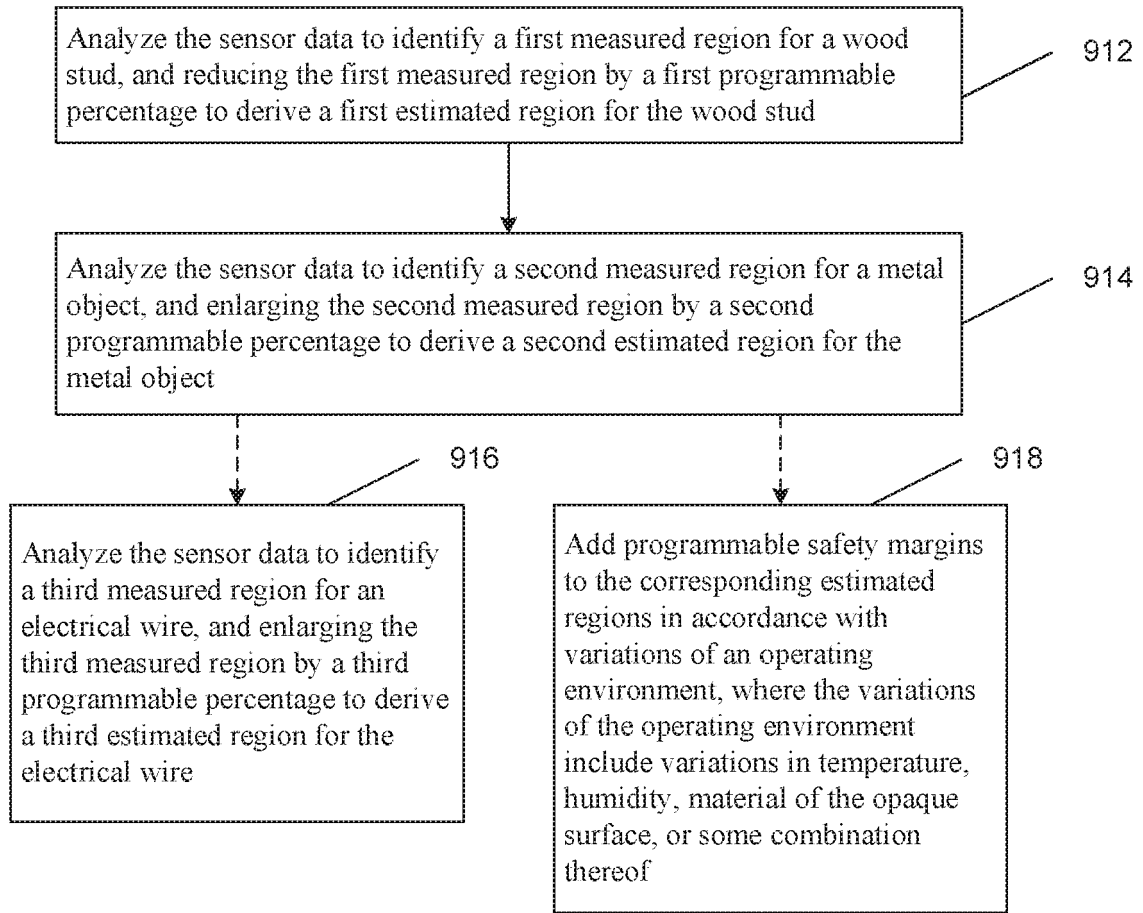 Analyze the sensor data to identify a first measured region for a wood
stud, and reducing the first measured region by a first programmable
percentage to derive a first estimated region for the wood stud
912
Analyze the sensor data to identify a second measured region for a metal
object, and enlarging the second measured region by a second
programmable percentage to derive a second estimated region for the
metal object
914
916
Analyze the sensor data to identify
a third measured region for an
electrical wire, and enlarging the
third measured region by a third
programmable percentage to derive
a third estimated region for the
electrical wire
918
Add programmable safety margins
to the corresponding estimated
regions in accordance with
variations of an operating
environment, where the variations
of the operating environment
include variations in temperature,
humidity, material of the opaque
surface, or some combination
thereof